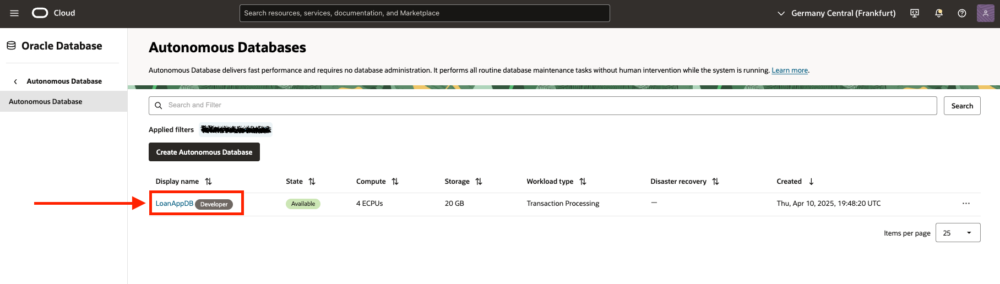 Cloud
Search resources, services, documentation, and Marketplace
Germany Central (Frankfurt)
Oracle Database
Autonomous Database
Autonomous Database
Autonomous Databases
Autonomous Database delivers fast performance and requires no database administration. It performs all routine database maintenance tasks without human intervention while the system is running. Learn more.
Search and Filter
Search
Applied filters
Create Autonomous Database
Display name State Compute Storage Workload type Disaster recovery Created
LoanAppDB Developer Available 4 ECPUs 20 GB Transaction Processing — Thu, Apr 10, 2025, 19:48:20 UTC ...
Items per page 25